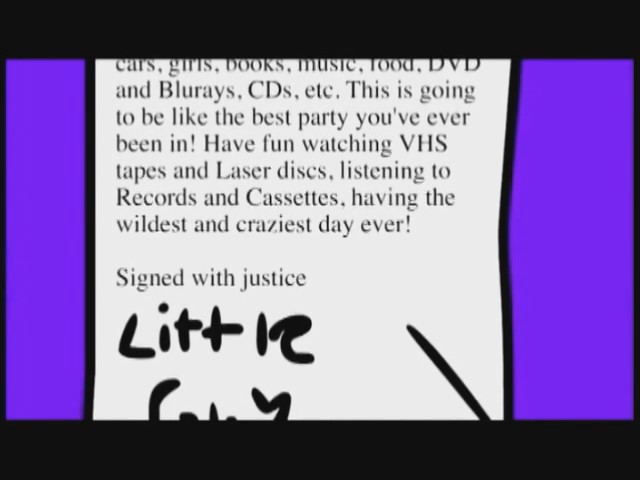 cars, girls, books, music, food, DVD
and Blurays, CDs, etc. This is going
to be like the best party you've ever
been in! Have fun watching VHS
tapes and Laser discs, listening to
Records and Cassettes, having the
wildest and craziest day ever!
Signed with justice
Little